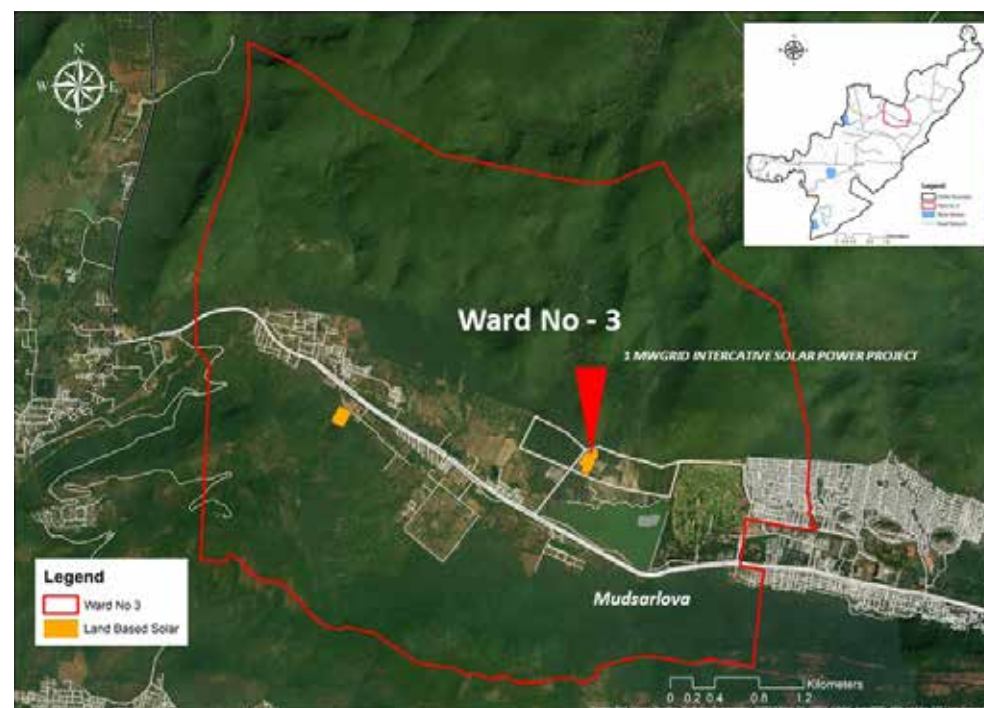 N
W E
S
Ward No - 3
1 MWGRID INTERCATIVE SOLAR POWER PROJECT
Mudsarlova
Legend
Ward No 3
Land Based Solar
Kilometers
0 0.2 0.4 0.8 1.2
Legend